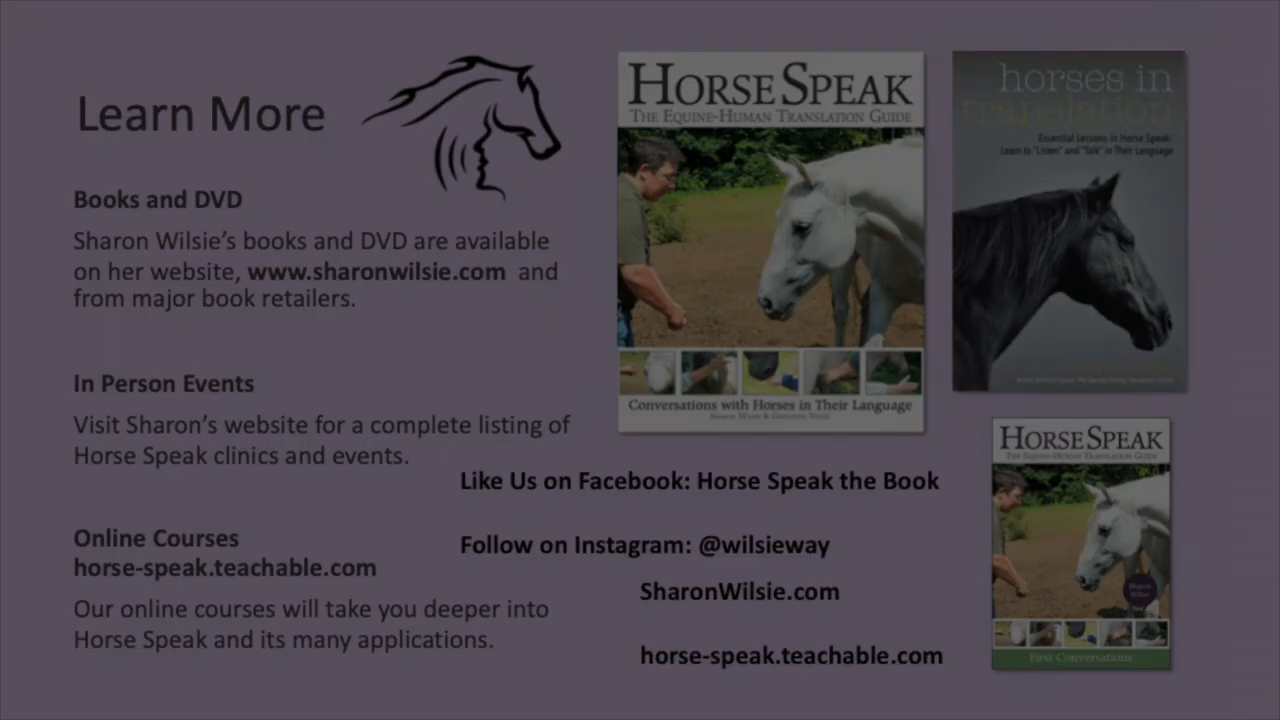 Learn More
Books and DVD
Sharon Wilsie's books and DVD are available
on her website, www.sharonwilsie.com and
from major book retailers.
In Person Events
Visit Sharon's website for a complete listing of
Horse Speak clinics and events.
Online Courses
horse-speak.teachable.com
Our online courses will take you deeper into
Horse Speak and its many applications.
Like Us on Facebook: Horse Speak the Book
Follow on Instagram: @wilsieway
SharonWilsie.com
horse-speak.teachable.com
HORSE SPEAK
THE EQUINE-HUMAN TRANSLATION GUIDE
Conversations with Horses in Their Language
horses in
translation
Essential Lessons in Horse Speak:
Learn to "Listen" and "Talk" in Their Language
HORSE SPEAK
THE EQUINE-HUMAN TRANSLATION GUIDE
Sharon
Wilsie
First Conversations